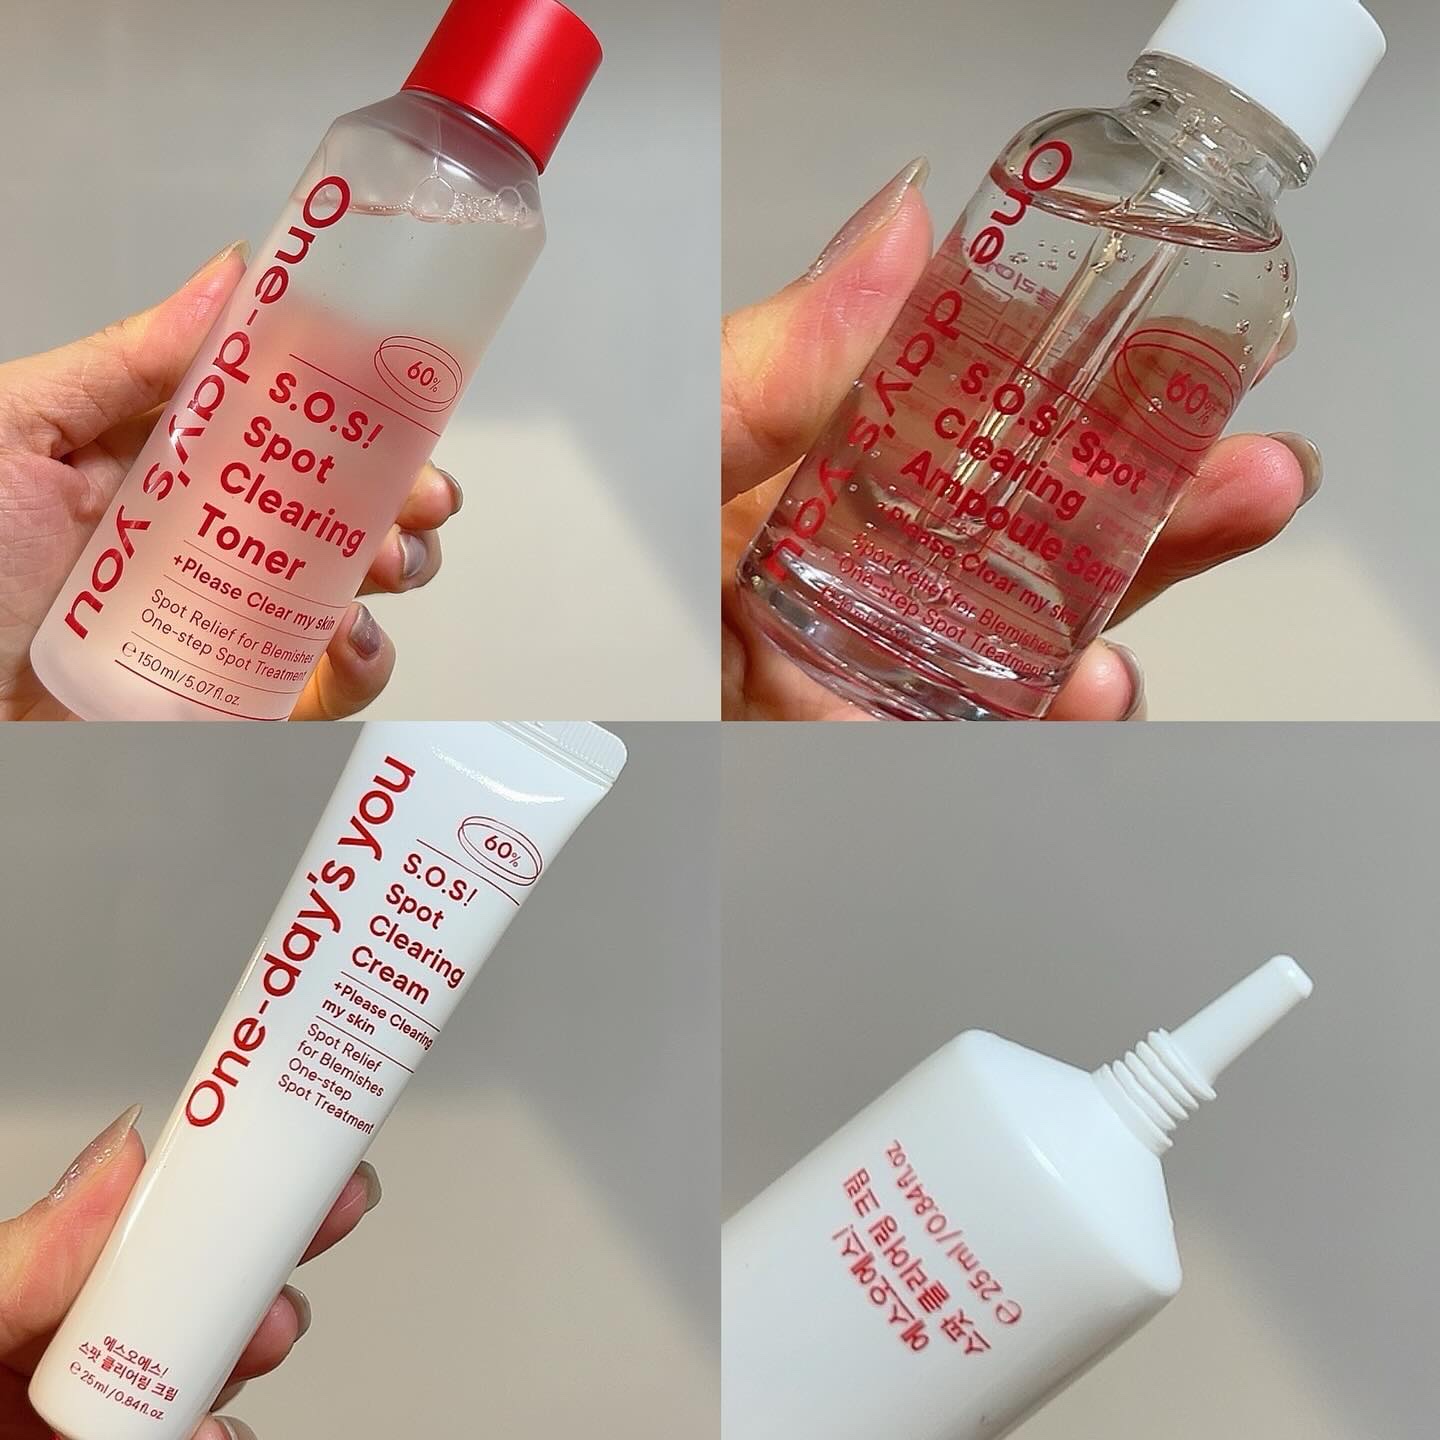 One-day's you
60%
S.O.S!
Spot
Clearing
Toner
+Please Clear my skin
Spot Relief for Blemishes
One-step Spot Treatment
℮150ml/5.07fl.oz.
One-day's you
60%
S.O.S! Spot
Clearing
Ampoule Serum
+Please Clear my skin
Spot Relief for Blemishes
One-step Spot Treatment
One-day's you
60%
S.O.S!
Spot
Clearing
Cream
+Please Clearing
my skin
Spot Relief
for Blemishes
One-step
Spot Treatment
에스오에스!
스팟 클리어링 크림
℮25ml/0.84fl.oz.
에스오에스!
스팟 클리어링 크림
℮25ml/0.84fl.oz